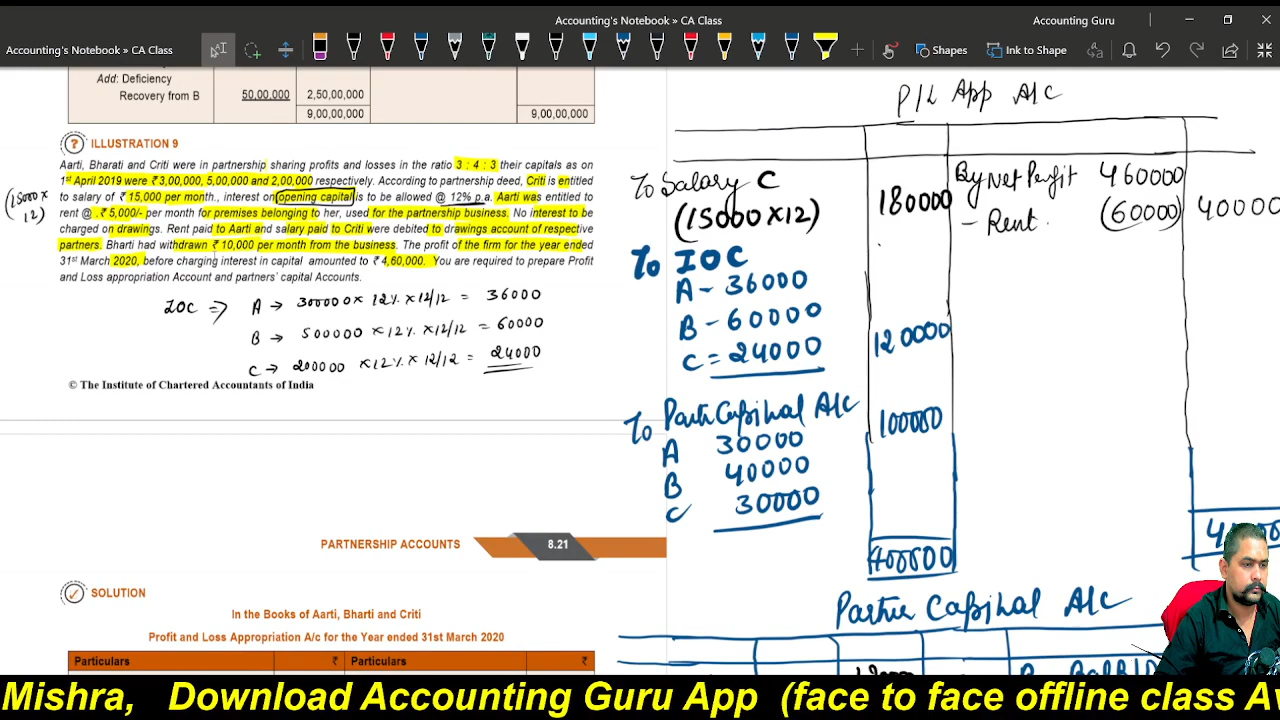 Accounting's Notebook » CA Class
Accounting Guru
Accounting's Notebook » CA Class
Shapes
Ink to Shape
Add: Deficiency
Recovery from B 50,00,000 2,50,00,000
9,00,00,000 9,00,00,000
ILLUSTRATION 9
Aarti, Bharati and Criti were in partnership sharing profits and losses in the ratio 3 : 4 : 3 their capitals as on
1st April 2019 were ₹ 3,00,000, 5,00,000 and 2,00,000 respectively. According to partnership deed, Criti is entitled
to salary of ₹ 15,000 per month., interest on opening capital is to be allowed @ 12% p.a. Aarti was entitled to
rent @ .₹ 5,000/- per month for premises belonging to her, used for the partnership business. No interest to be
charged on drawings. Rent paid to Aarti and salary paid to Criti were debited to drawings account of respective
partners. Bharti had withdrawn ₹ 10,000 per month from the business. The profit of the firm for the year ended
31st March 2020, before charging interest in capital amounted to ₹ 4,60,000. You are required to prepare Profit
and Loss appropriation Account and partners' capital Accounts.
(15000×
12)
IOC ⇒ A → 300000 × 12% × 12/12 = 36000
B → 500000 × 12% × 12/12 = 60000
C → 200000 × 12% × 12/12 = 24000
© The Institute of Chartered Accountants of India
PARTNERSHIP ACCOUNTS 8.21
SOLUTION
In the Books of Aarti, Bharti and Criti
Profit and Loss Appropriation A/c for the Year ended 31st March 2020
Particulars ₹ Particulars ₹
P/L App A/C
To Salary C 180000 By Net Profit 460000
(15000×12) - Rent. (60000) 40000
To IOC
A - 36000
B - 60000
C = 24000 120000
To Partn Capital A/C 100000
A 30000
B 40000
C 30000
400000
Partner Capital A/C
Mishra, Download Accounting Guru App (face to face offline class Av